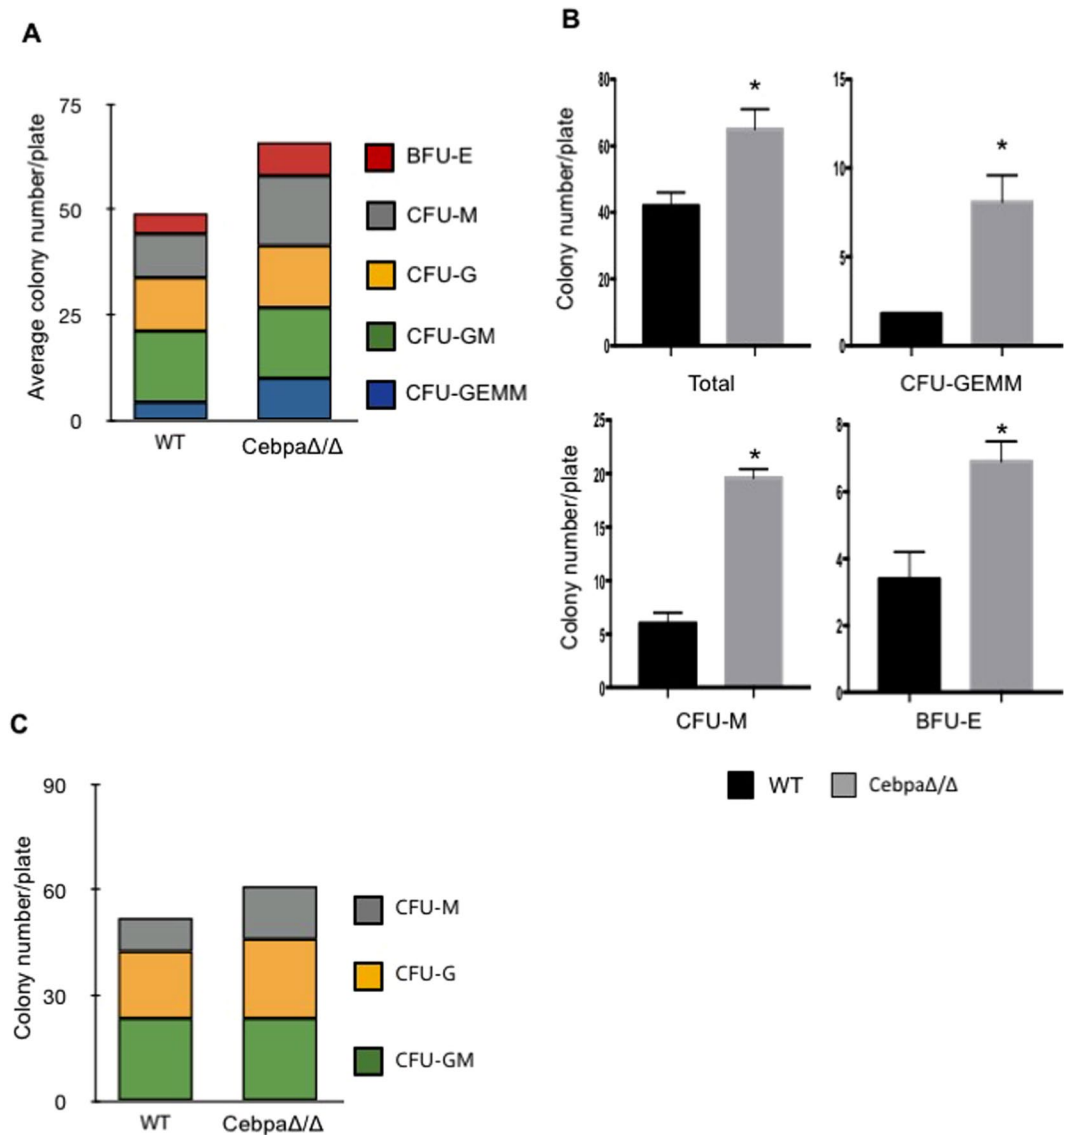 A
Average colony number/plate
75
50
25
0
WT
CebpaΔ/Δ
BFU-E
CFU-M
CFU-G
CFU-GM
CFU-GEMM
B
Colony number/plate
80
60
40
20
0
*
Total
15
10
5
0
*
CFU-GEMM
Colony number/plate
25
20
15
10
5
0
*
CFU-M
8
6
4
2
0
*
BFU-E
WT
CebpaΔ/Δ
C
Colony number/plate
90
60
30
0
WT
CebpaΔ/Δ
CFU-M
CFU-G
CFU-GM